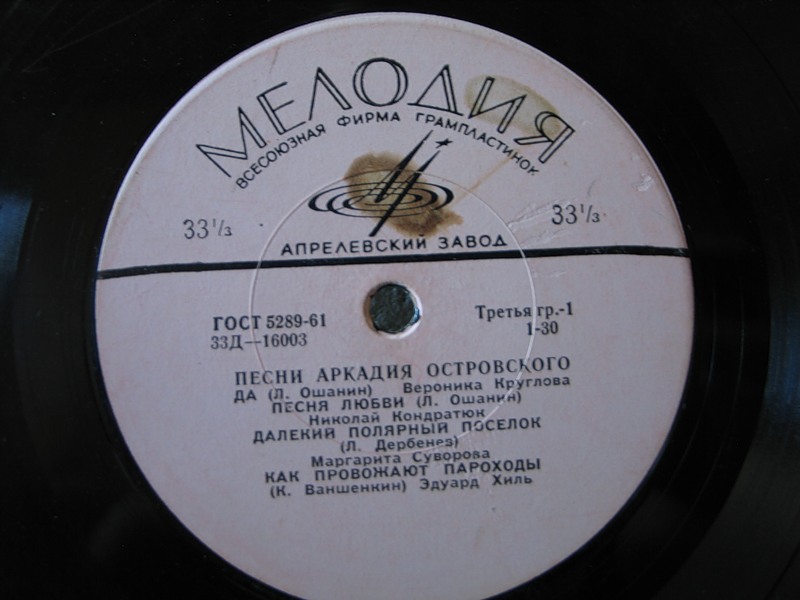 МЕЛОДИЯ
ВСЕСОЮЗНАЯ ФИРМА ГРАМПЛАСТИНОК
33⅓ 33⅓
АПРЕЛЕВСКИЙ ЗАВОД
ГОСТ 5289-61 Третья гр.-1
33Д—16003 1-30
ПЕСНИ АРКАДИЯ ОСТРОВСКОГО
ДА (Л. Ошанин) Вероника Круглова
ПЕСНЯ ЛЮБВИ (Л. Ошанин)
Николай Кондратюк
ДАЛЕКИЙ ПОЛЯРНЫЙ ПОСЕЛОК
(Л. Дербенев)
Маргарита Суворова
КАК ПРОВОЖАЮТ ПАРОХОДЫ
(К. Ваншенкин) Эдуард Хиль